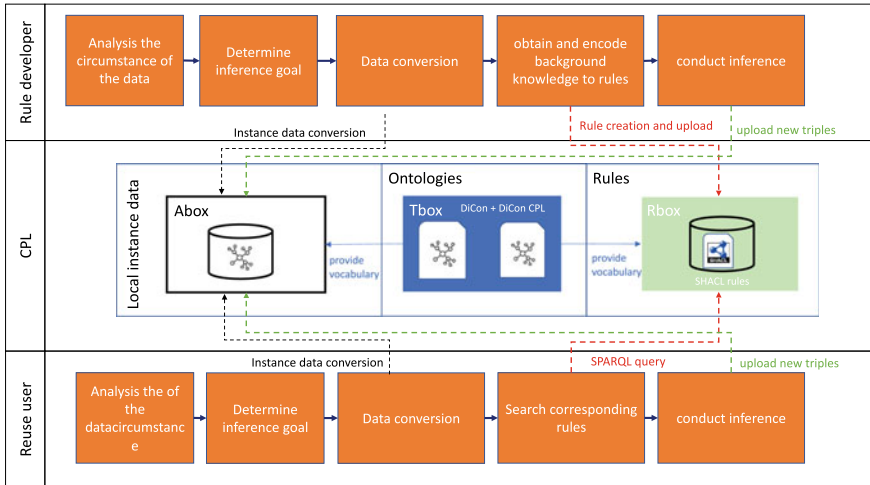 Rule developer
Analysis the
circumstance of
the data
Determine
inference goal
Data conversion
obtain and encode
background
knowledge to rules
conduct inference
Instance data conversion
Rule creation and upload
upload new triples
CPL
Local instance data
Abox
Ontologies
Tbox
DiCon + DiCon CPL
Rules
Rbox
provide
vocabulary
provide
vocabulary
SHACL
SHACL rules
Instance data conversion
SPARQL query
upload new triples
Reuse user
Analysis the of
the
datacircumstanc
e
Determine
inference goal
Data conversion
Search corresponding
rules
conduct inference